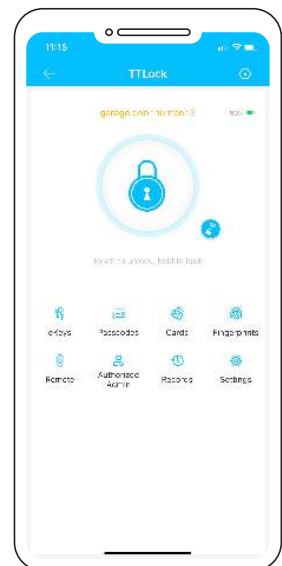 11:15
TTLock
garage door number 3
touch to unlock, hold to lock
eKeys
Passcodes
Cards
Fingerprints
Remote
Authorized
Admin
Records
Settings